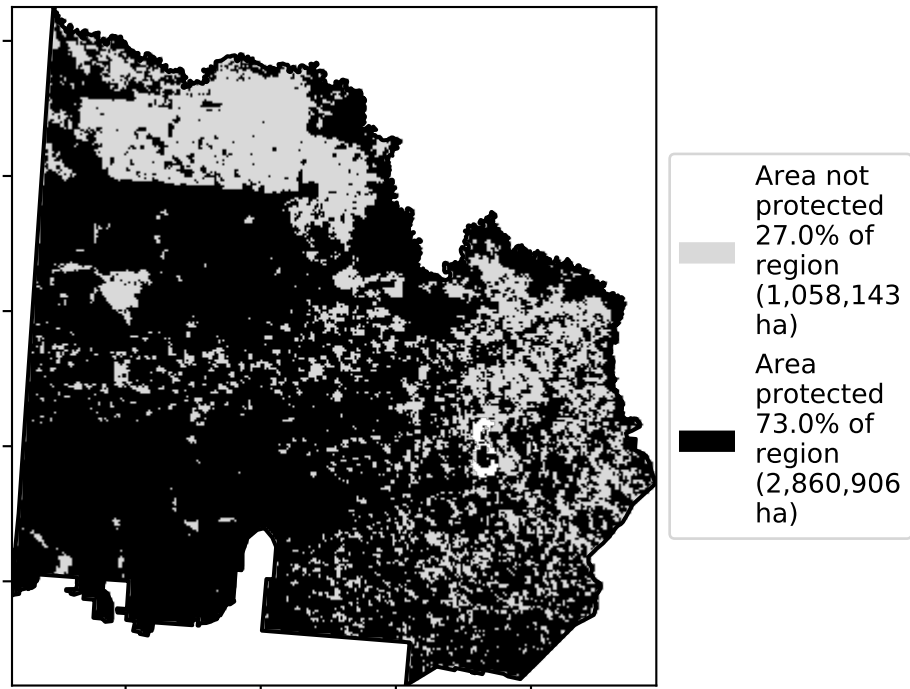 Area not
protected
27.0% of
region
(1,058,143
ha)
Area
protected
73.0% of
region
(2,860,906
ha)